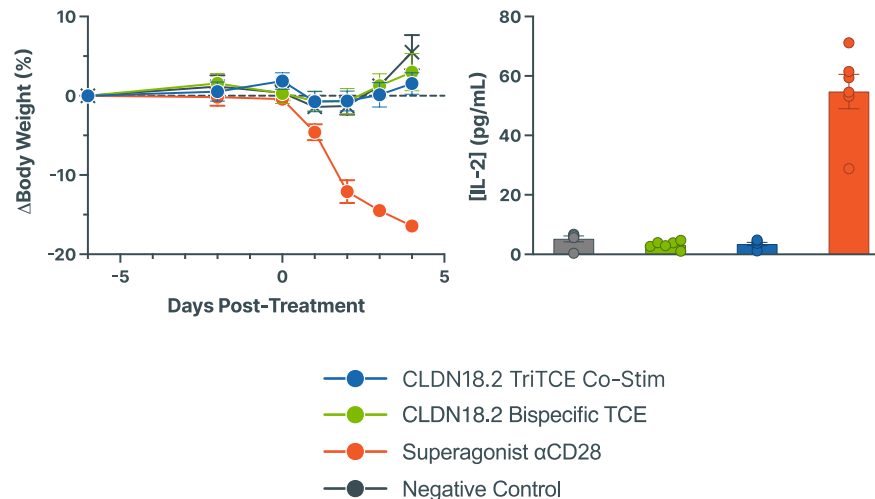 ΔBody Weight (%)
10
0
-10
-20
-5
0
5
Days Post-Treatment
[IL-2] (pg/mL)
80
60
40
20
0
CLDN18.2 TriTCE Co-Stim
CLDN18.2 Bispecific TCE
Superagonist αCD28
Negative Control